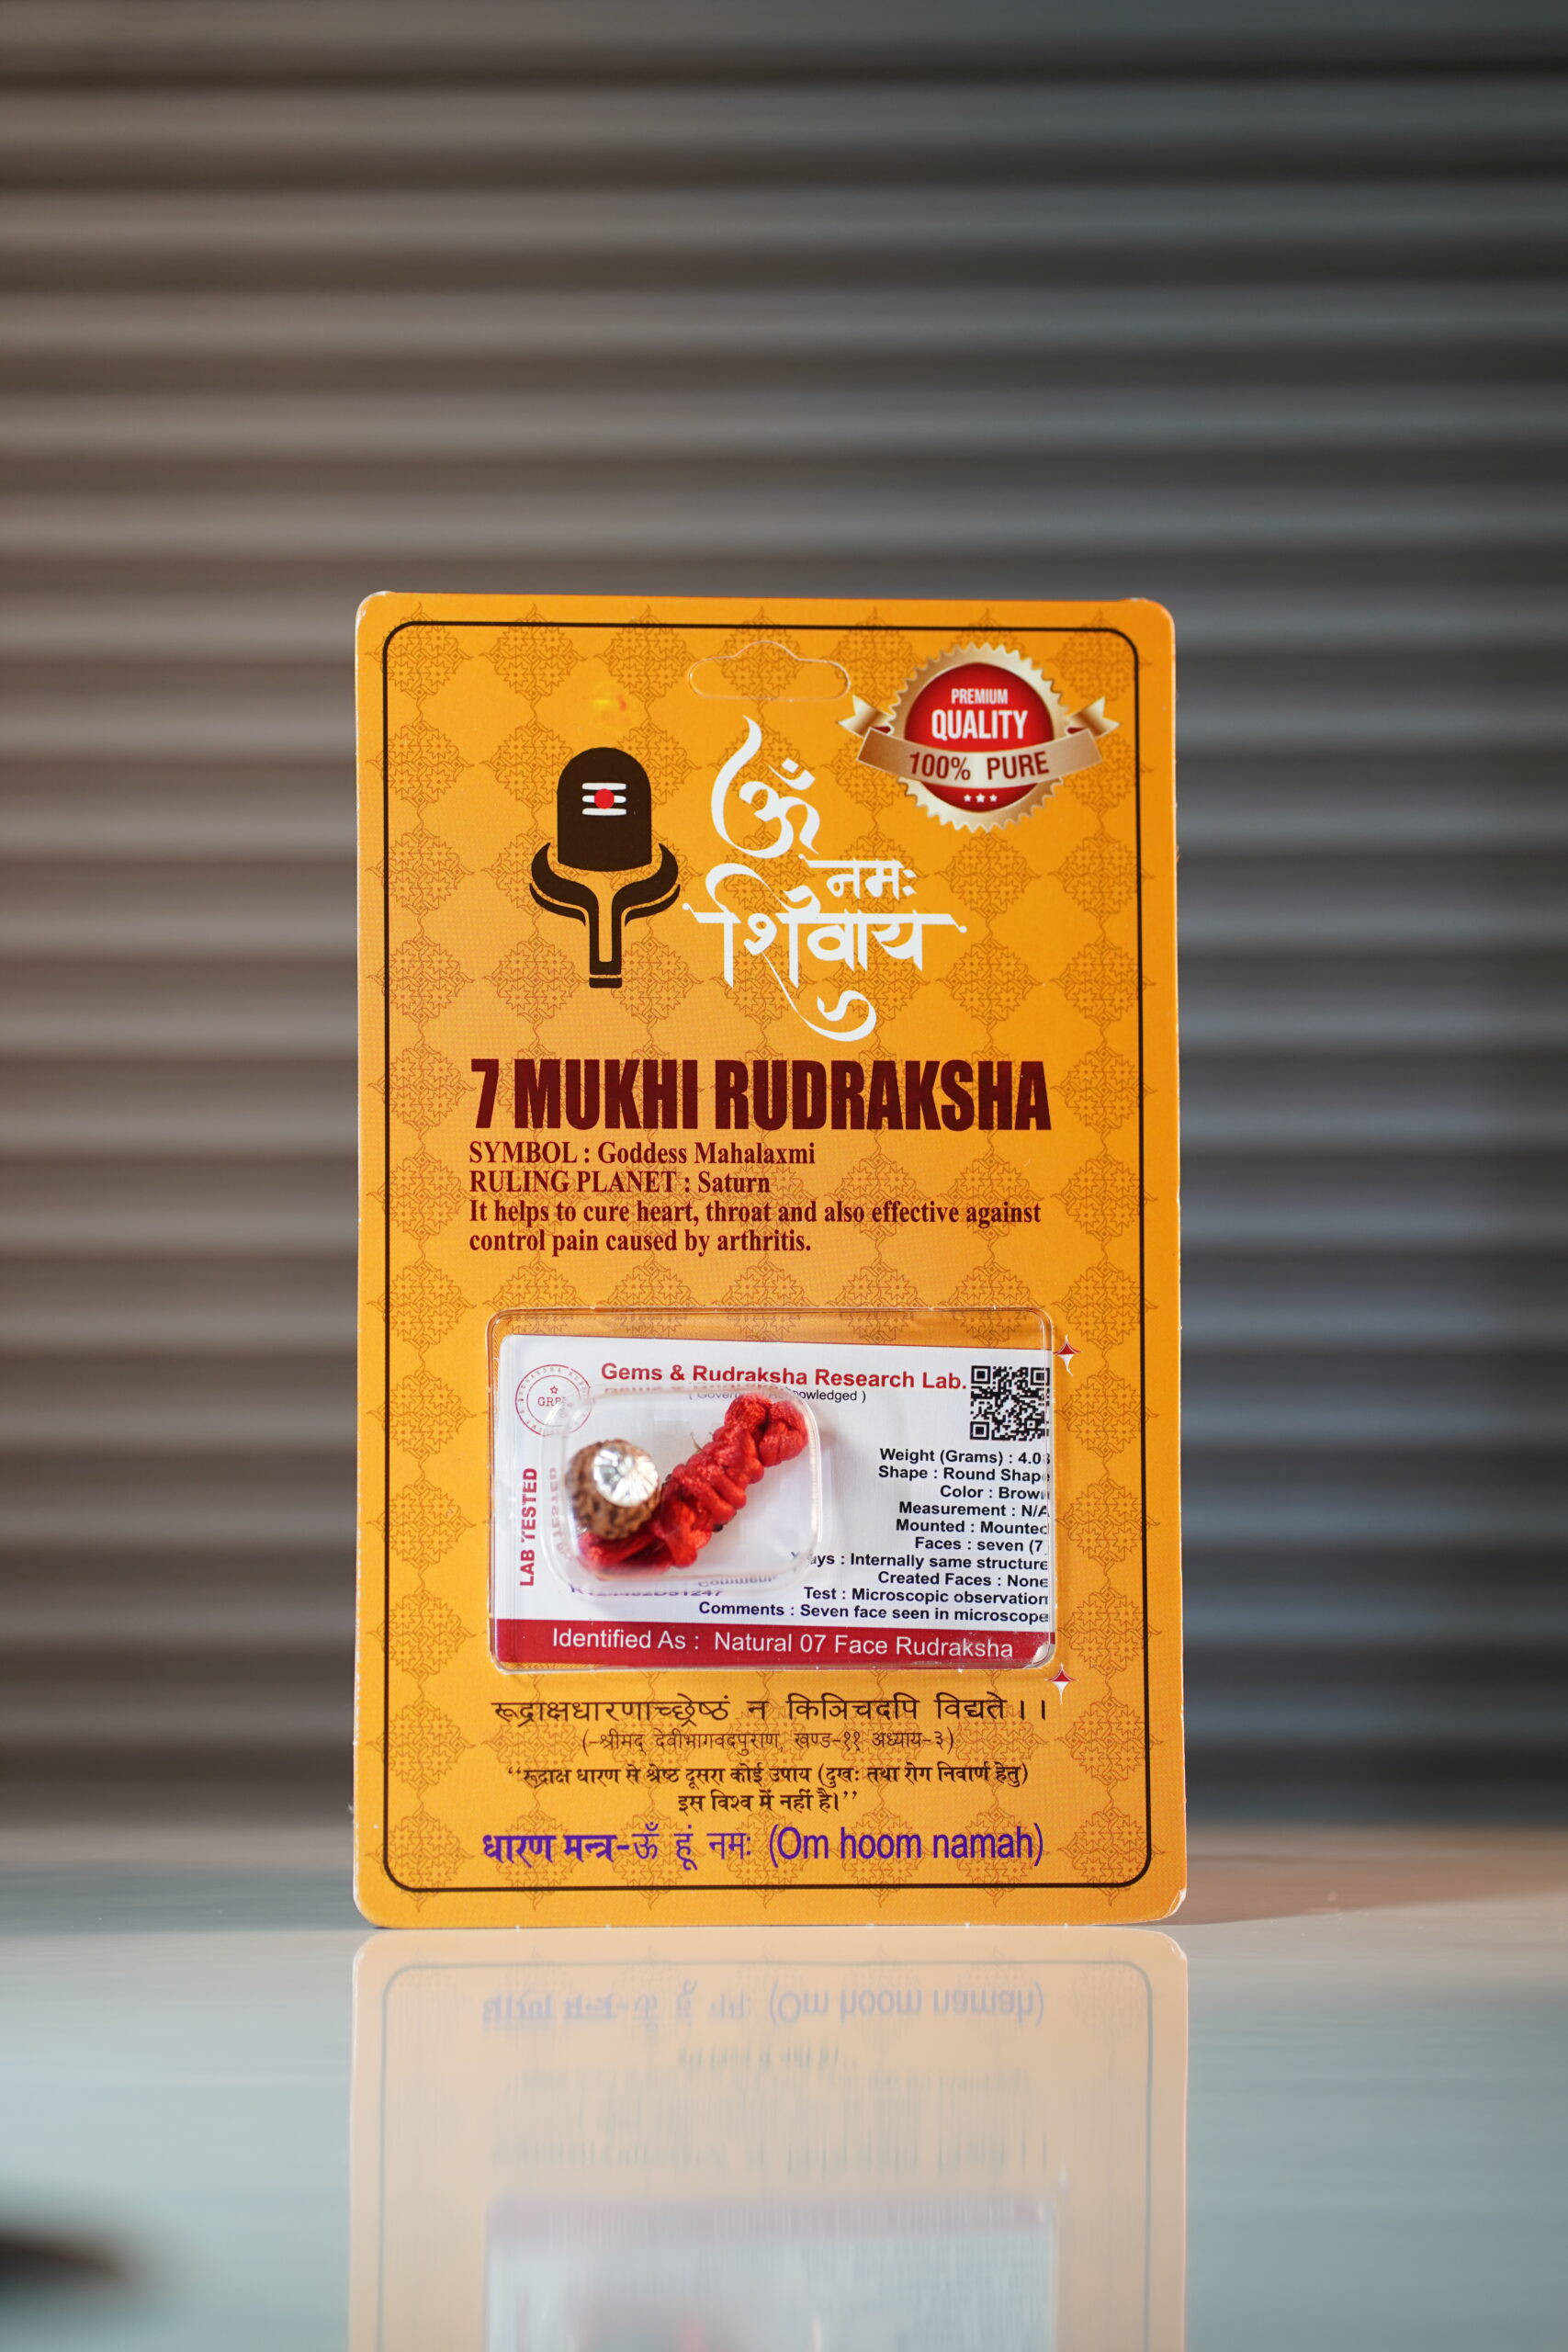 PREMIUM
QUALITY
100% PURE
ॐ
नमः
शिवाय
7 MUKHI RUDRAKSHA
SYMBOL : Goddess Mahalaxmi
RULING PLANET : Saturn
It helps to cure heart, throat and also effective against
control pain caused by arthritis.
Gems & Rudraksha Research Lab.
LAB TESTED
Weight (Grams) : 4.0
Shape : Round Shape
Color : Brown
Measurement : N/A
Mounted : Mounted
Faces : seven (7
: Internally same structure
Created Faces : None
Test : Microscopic observation
Comments : Seven face seen in microscope
Identified As : Natural 07 Face Rudraksha
रूद्राक्षधारणाच्छ्रेष्ठं न किञिचदपि विद्यते।।
(-श्रीमद् देवीभागवदपुराण, खण्ड-११ अध्याय-३)
“रूद्राक्ष धारण से श्रेष्ठ दूसरा कोई उपाय (दुखः तथा रोग निवार्ण हेतु)
इस विश्व में नहीं है।”
धारण मन्त्र-ऊँ हूं नमः (Om hoom namah)